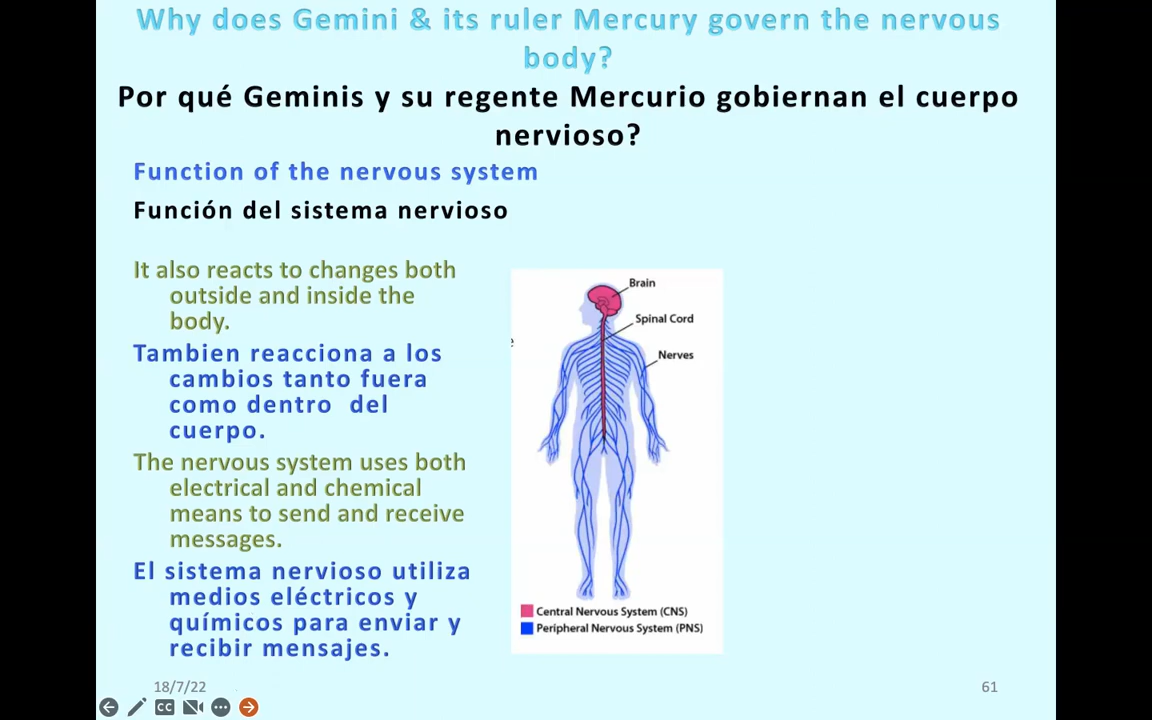 Why does Gemini & its ruler Mercury govern the nervous
body?
Por qué Geminis y su regente Mercurio gobiernan el cuerpo
nervioso?
Function of the nervous system
Función del sistema nervioso
It also reacts to changes both
outside and inside the
body.
Tambien reacciona a los
cambios tanto fuera
como dentro del
cuerpo.
The nervous system uses both
electrical and chemical
means to send and receive
messages.
El sistema nervioso utiliza
medios eléctricos y
químicos para enviar y
recibir mensajes.
e
Brain
Spinal Cord
Nerves
Central Nervous System (CNS)
Peripheral Nervous System (PNS)
18/7/22
61
CC